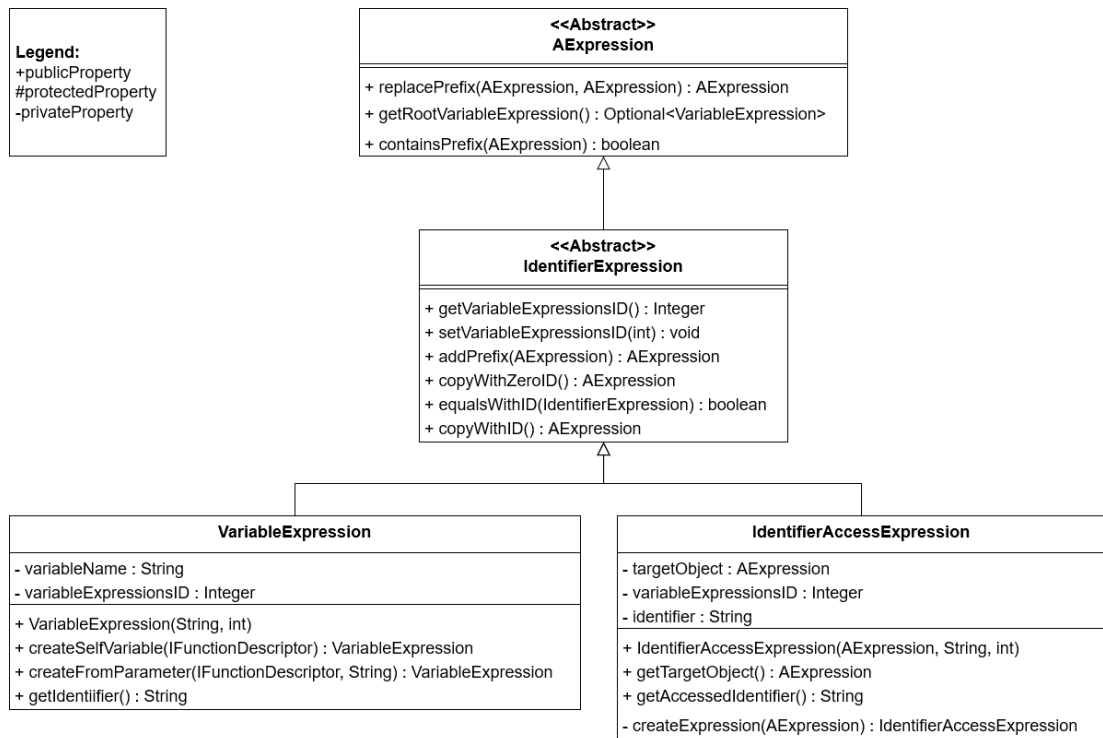 Legend:
+publicProperty
#protectedProperty
-privateProperty
<<Abstract>>
AExpression
+ replacePrefix(AExpression, AExpression) : AExpression
+ getRootVariableExpression() : Optional<VariableExpression>
+ containsPrefix(AExpression) : boolean
<<Abstract>>
IdentifierExpression
+ getVariableExpressionsID() : Integer
+ setVariableExpressionsID(int) : void
+ addPrefix(AExpression) : AExpression
+ copyWithZeroID() : AExpression
+ equalsWithID(IdentifierExpression) : boolean
+ copyWithID() : AExpression
VariableExpression
- variableName : String
- variableExpressionsID : Integer
+ VariableExpression(String, int)
+ createSelfVariable(IFunctionDescriptor) : VariableExpression
+ createFromParameter(IFunctionDescriptor, String) : VariableExpression
+ getIdentiifier() : String
IdentifierAccessExpression
- targetObject : AExpression
- variableExpressionsID : Integer
- identifier : String
+ IdentifierAccessExpression(AExpression, String, int)
+ getTargetObject() : AExpression
+ getAccessedIdentifier() : String
- createExpression(AExpression) : IdentifierAccessExpression